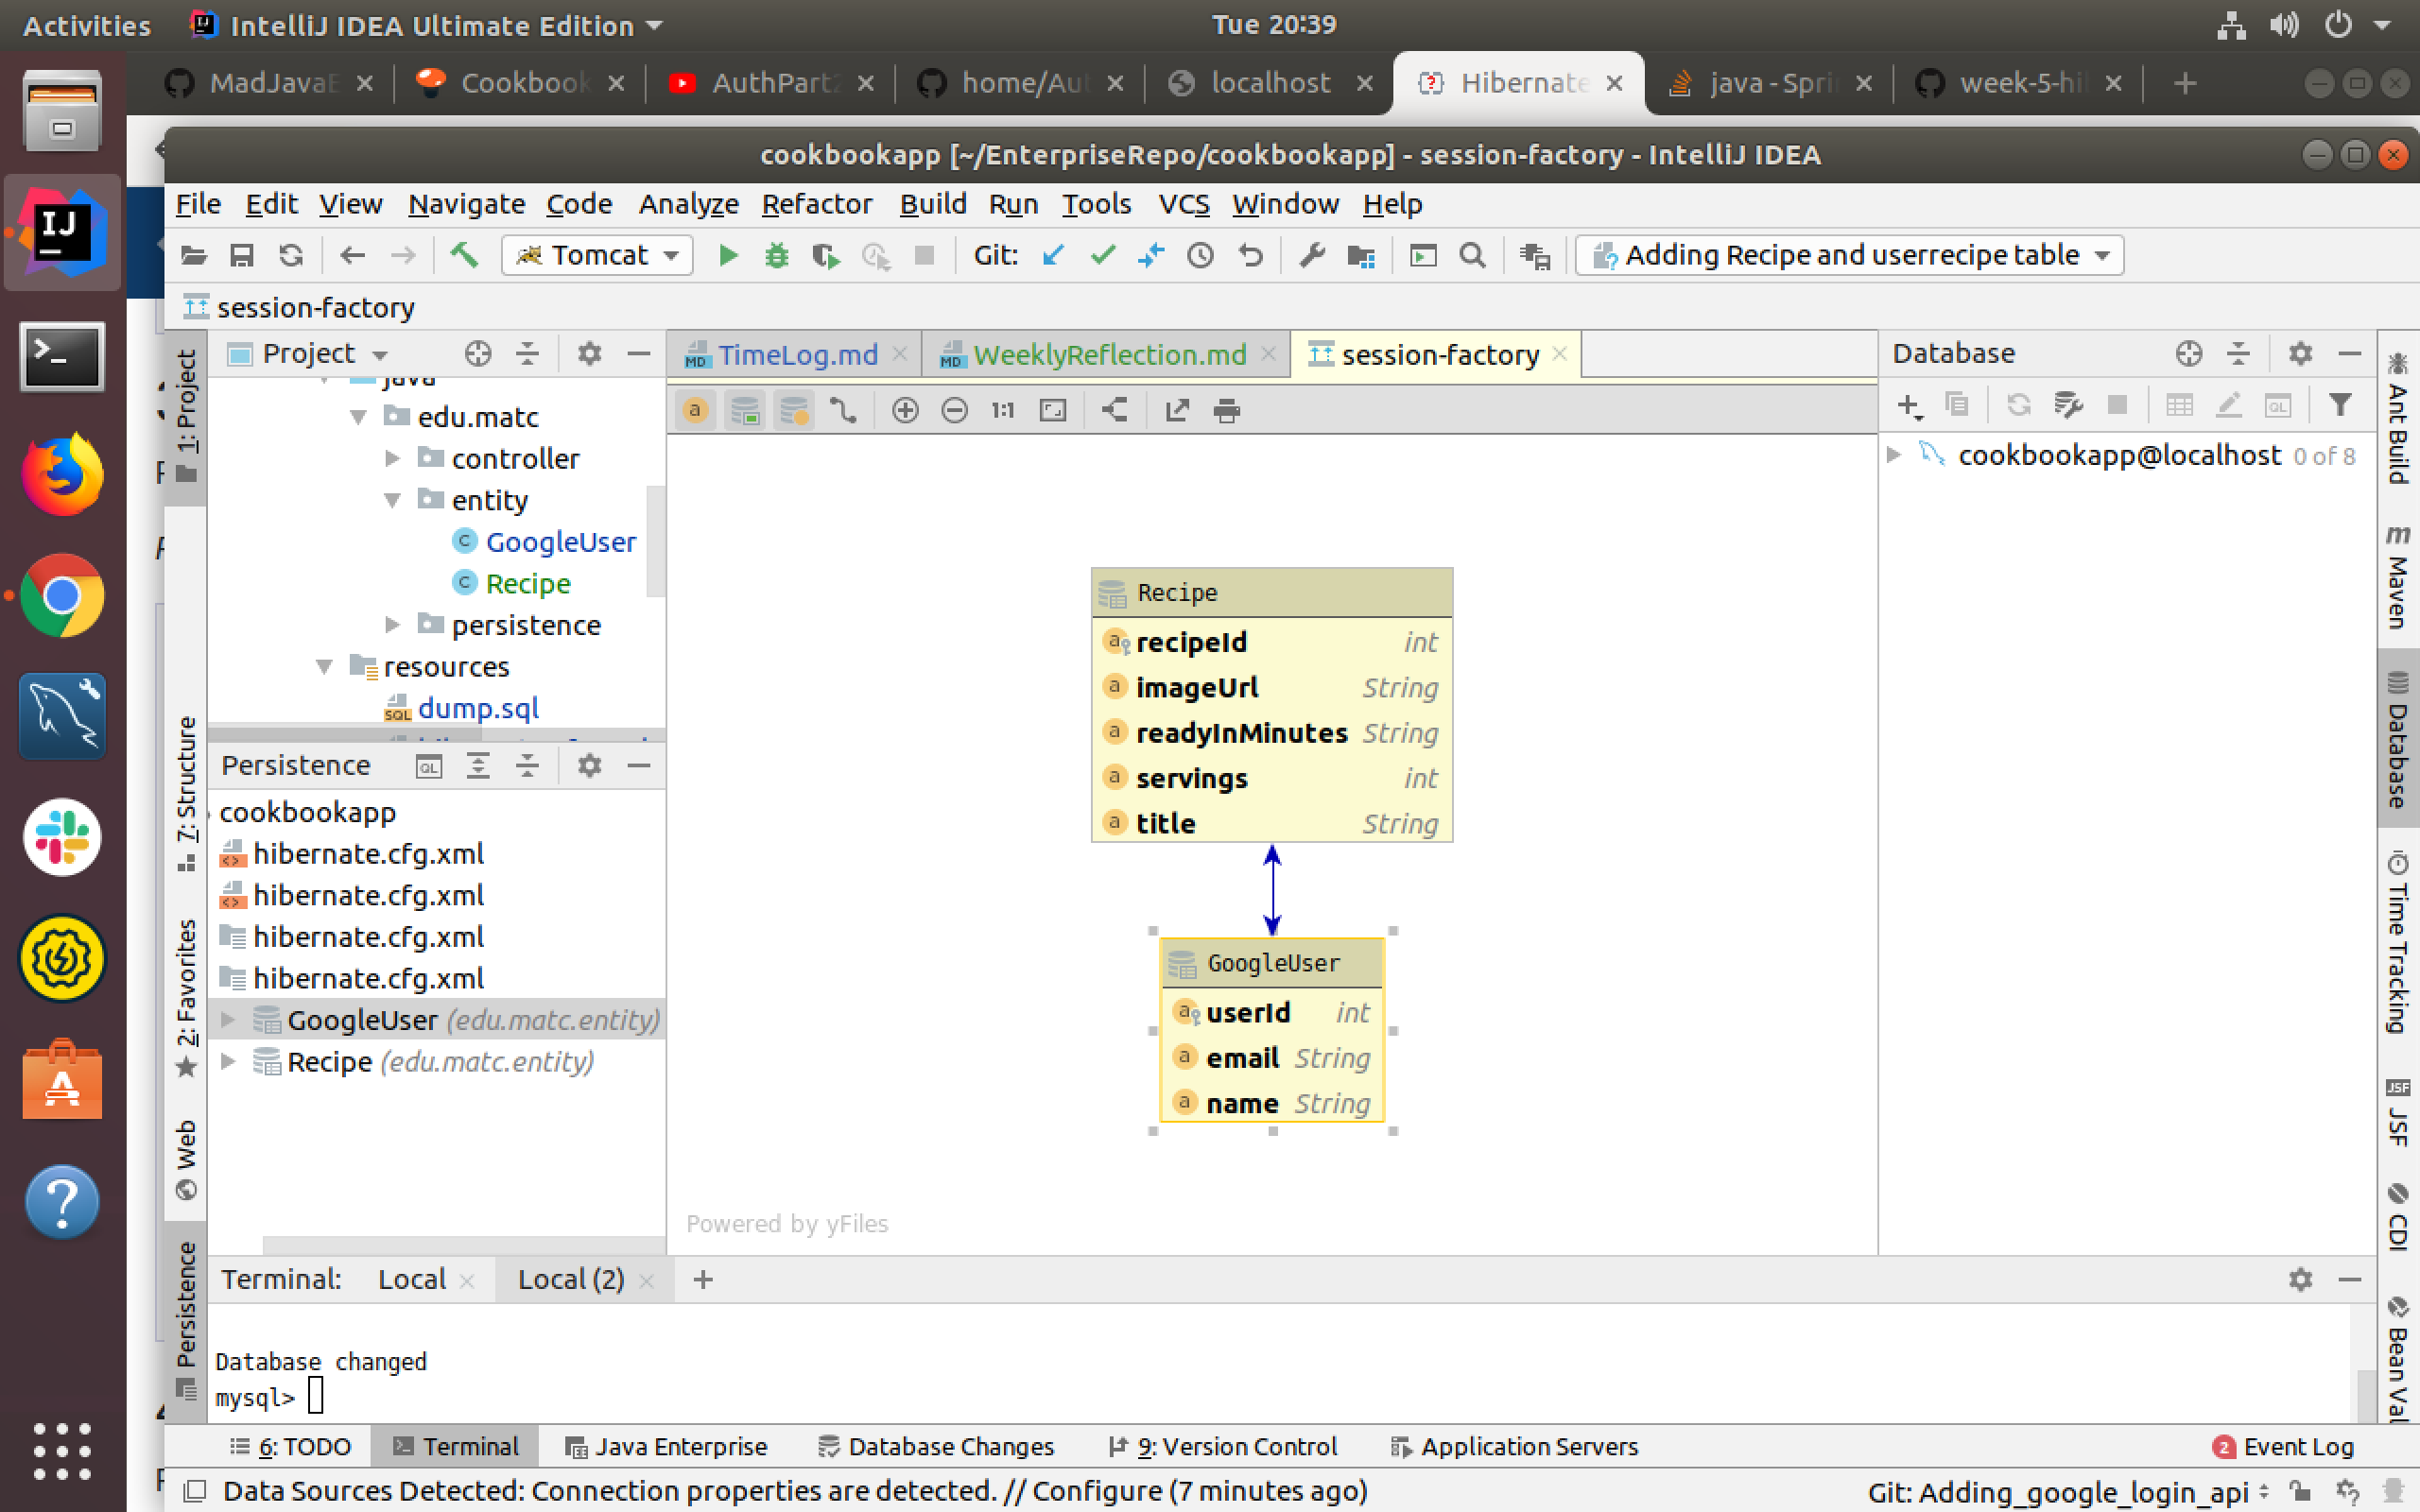 Activities IntelliJ IDEA Ultimate Edition Tue 20:39
MadJavaE Cookbook AuthPart2 home/Aut localhost Hibernate java - Spri week-5-hi
cookbookapp [~/EnterpriseRepo/cookbookapp] - session-factory - IntelliJ IDEA
File Edit View Navigate Code Analyze Refactor Build Run Tools VCS Window Help
Tomcat Git: Adding Recipe and userrecipe table
session-factory
1: Project
7: Structure
2: Favorites
Web
Persistence
Project
java
edu.matc
controller
entity
GoogleUser
Recipe
persistence
resources
dump.sql
Persistence
cookbookapp
hibernate.cfg.xml
hibernate.cfg.xml
hibernate.cfg.xml
hibernate.cfg.xml
GoogleUser (edu.matc.entity)
Recipe (edu.matc.entity)
TimeLog.md WeeklyReflection.md session-factory
1:1
Recipe
recipeId int
imageUrl String
readyInMinutes String
servings int
title String
GoogleUser
userId int
email String
name String
Powered by yFiles
Database
cookbookapp@localhost 0 of 8
Ant Build
Maven
Database
Time Tracking
JSF
CDI
Bean Val
Terminal: Local Local (2)
Database changed
mysql>
6: TODO Terminal Java Enterprise Database Changes 9: Version Control Application Servers 2 Event Log
Data Sources Detected: Connection properties are detected. // Configure (7 minutes ago) Git: Adding_google_login_api